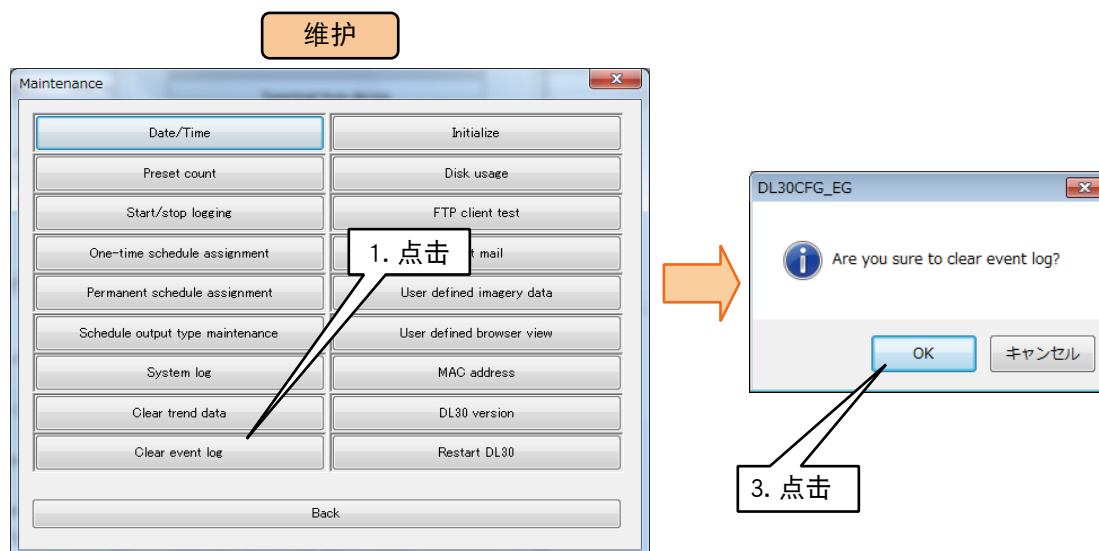 维护
Maintenance
Date/Time
Initialize
Preset count
Disk usage
Start/stop logging
FTP client test
One-time schedule assignment
mail
Permanent schedule assignment
User defined imagery data
Schedule output type maintenance
User defined browser view
System log
MAC address
Clear trend data
DL30 version
Clear event log
Restart DL30
Back
1. 点击
DL30CFG_EG
Are you sure to clear event log?
OK
キャンセル
3. 点击